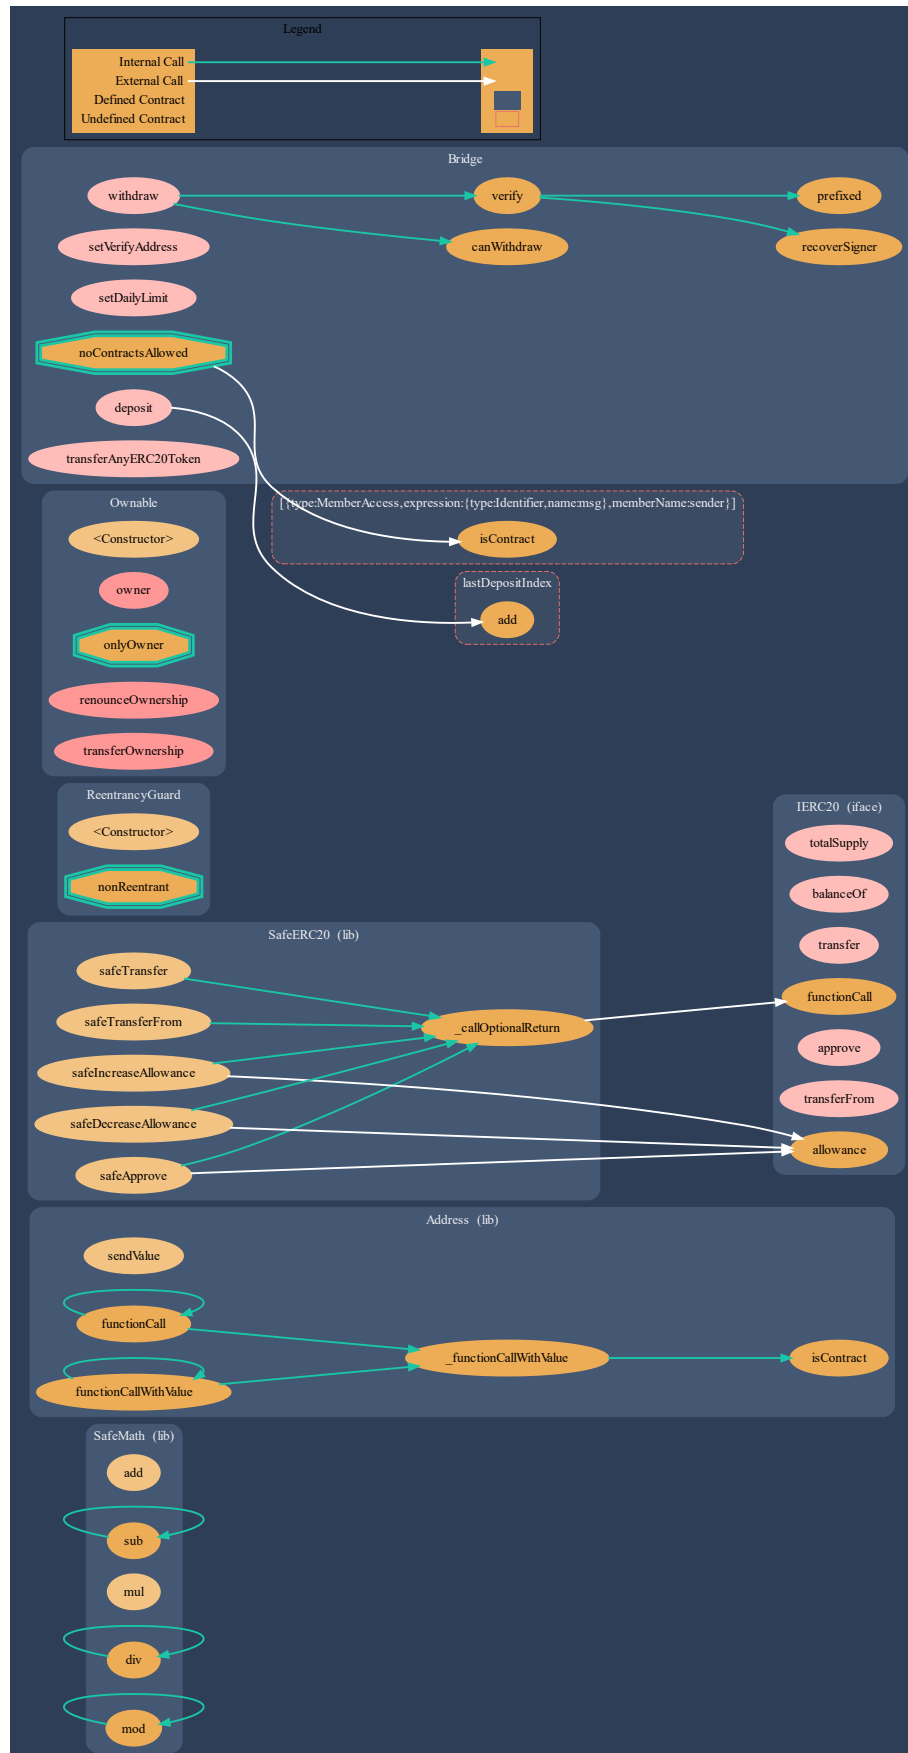 Legend
Internal Call
External Call
Defined Contract
Undefined Contract
Bridge
withdraw
verify
prefixed
setVerifyAddress
canWithdraw
recoverSigner
setDailyLimit
noContractsAllowed
deposit
transferAnyERC20Token
Ownable
[{type:MemberAccess,expression:{type:Identifier,name:msg},memberName:sender}]
<Constructor>
isContract
owner
lastDepositIndex
add
onlyOwner
renounceOwnership
transferOwnership
ReentrancyGuard
<Constructor>
nonReentrant
IERC20 (iface)
totalSupply
balanceOf
transfer
functionCall
approve
transferFrom
allowance
SafeERC20 (lib)
safeTransfer
safeTransferFrom
_callOptionalReturn
safeIncreaseAllowance
safeDecreaseAllowance
safeApprove
Address (lib)
sendValue
functionCall
_functionCallWithValue
isContract
functionCallWithValue
SafeMath (lib)
add
sub
mul
div
mod